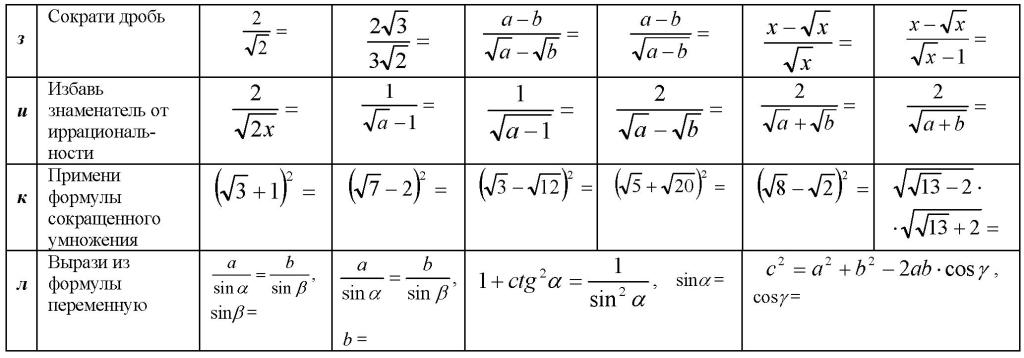 з Сократи дробь 2/√2 = 2√3/3√2 = a−b/√a−√b = a−b/√(a−b) = x−√x/√x = x−√x/√x−1 =
и Избавь 2/√(2x) = 1/√a−1 = 1/√(a−1) = 2/√a−√b = 2/√a+√b = 2/√(a+b) =
знаменатель от
иррациональ-
ности
к Примени (√3+1)² = (√7−2)² = (√3−√12)² = (√5+√20)² = (√8−√2)² = √(√13−2)·
формулы
сокращенного ·√(√13+2) =
умножения
л Вырази из a/sin α = b/sin β, a/sin α = b/sin β, 1+ctg²α = 1/sin²α, sinα = c² = a²+b²−2ab·cosγ,
формулы cosγ =
переменную sinβ =
b =